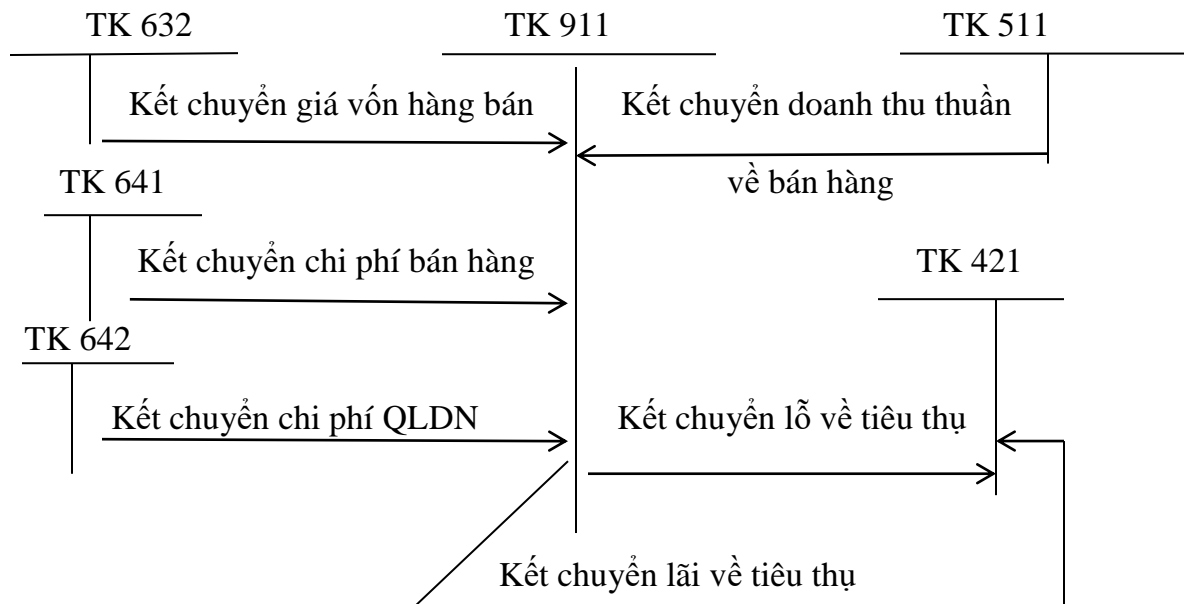 TK 632
TK 911
TK 511
Kết chuyển giá vốn hàng bán
Kết chuyển doanh thu thuần
về bán hàng
TK 641
Kết chuyển chi phí bán hàng
TK 421
TK 642
Kết chuyển chi phí QLDN
Kết chuyển lỗ về tiêu thụ
Kết chuyển lãi về tiêu thụ